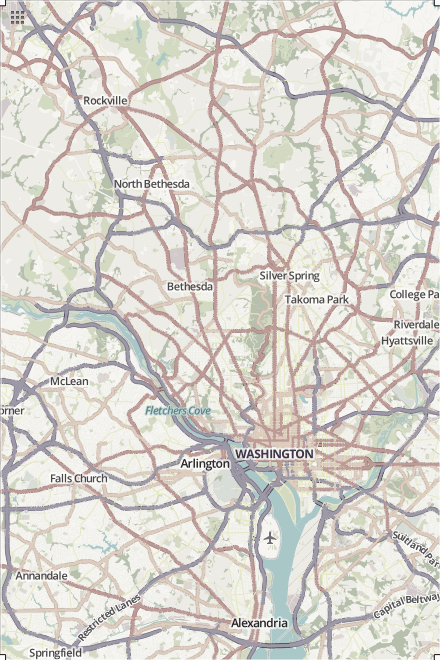 Rockville
North Bethesda
Silver Spring
Bethesda
Takoma Park
College Pa
Riverdale
Hyattsville
McLean
Fletchers Cove
orner
WASHINGTON
Arlington
Falls Church
Suitland Par
Annandale
Restricted Lanes
Capital Beltway
Alexandria
Springfield